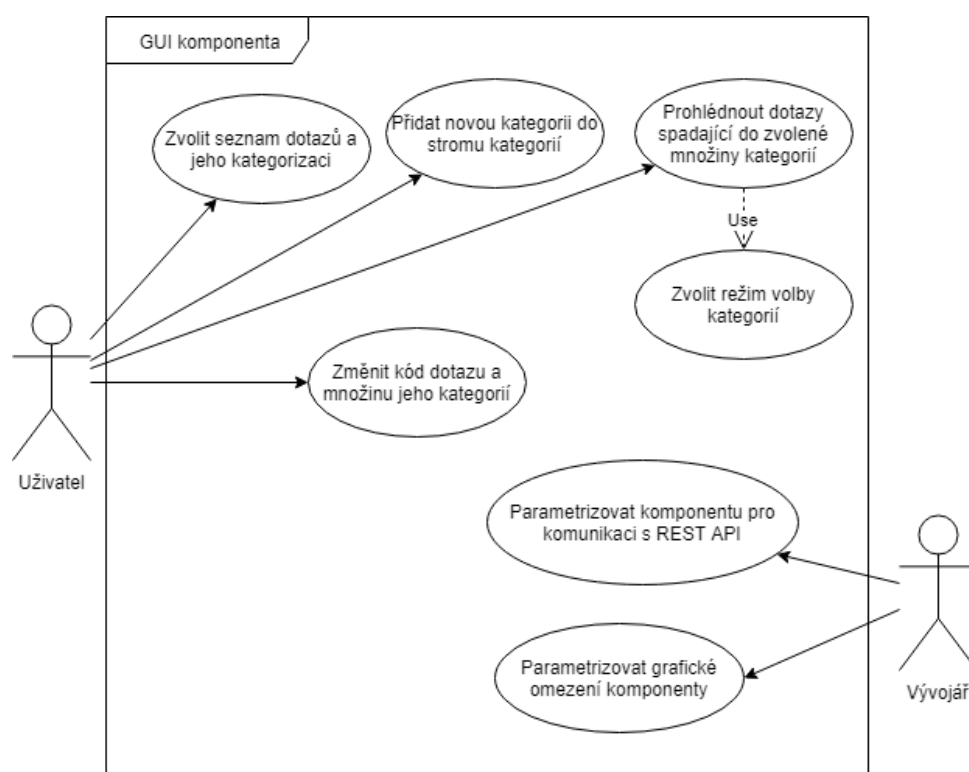 GUI komponenta
Zvolit seznam dotazů a
jeho kategorizaci
Přidat novou kategorii do
stromu kategorií
Prohlédnout dotazy
spadající do zvolené
množiny kategorií
Use
Zvolit režim volby
kategorií
Změnit kód dotazu a
množinu jeho kategorií
Uživatel
Parametrizovat komponentu pro
komunikaci s REST API
Parametrizovat grafické
omezení komponenty
Vývojář